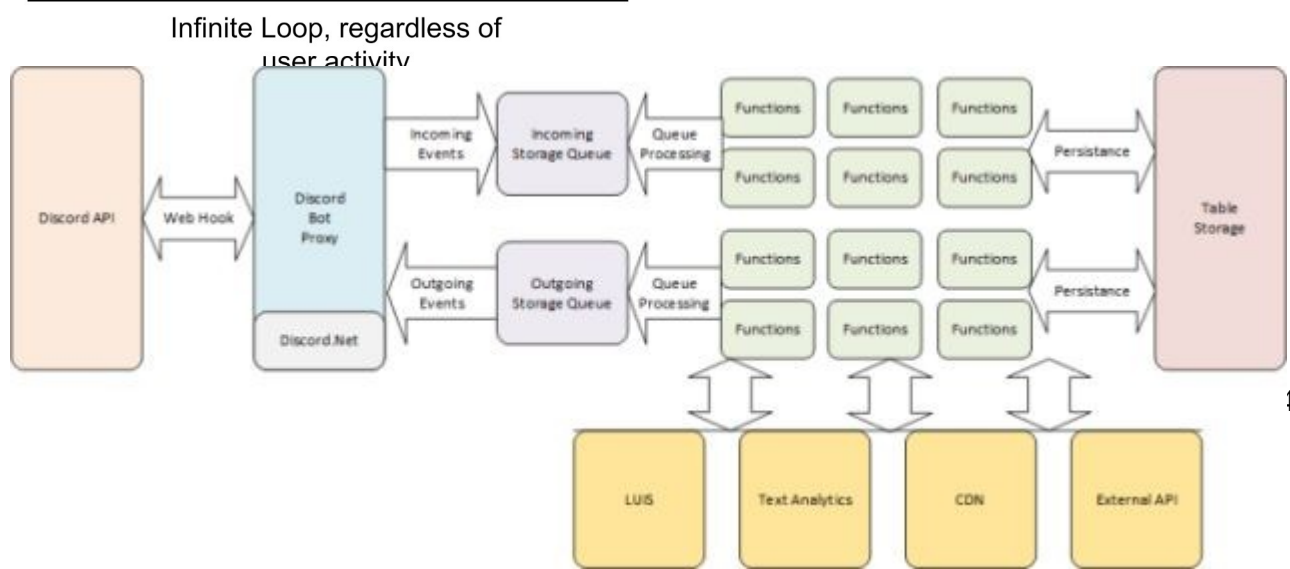 Infinite Loop, regardless of
user activity
Discord API
Web Hook
Discord
Bot
Proxy
Discord.Net
Incoming
Events
Incoming
Storage Queue
Queue
Processing
Functions
Functions
Functions
Functions
Functions
Functions
Persistance
Outgoing
Events
Outgoing
Storage Queue
Queue
Processing
Functions
Functions
Functions
Functions
Functions
Functions
Persistance
Table
Storage
LUIS
Text Analytics
CDN
External API